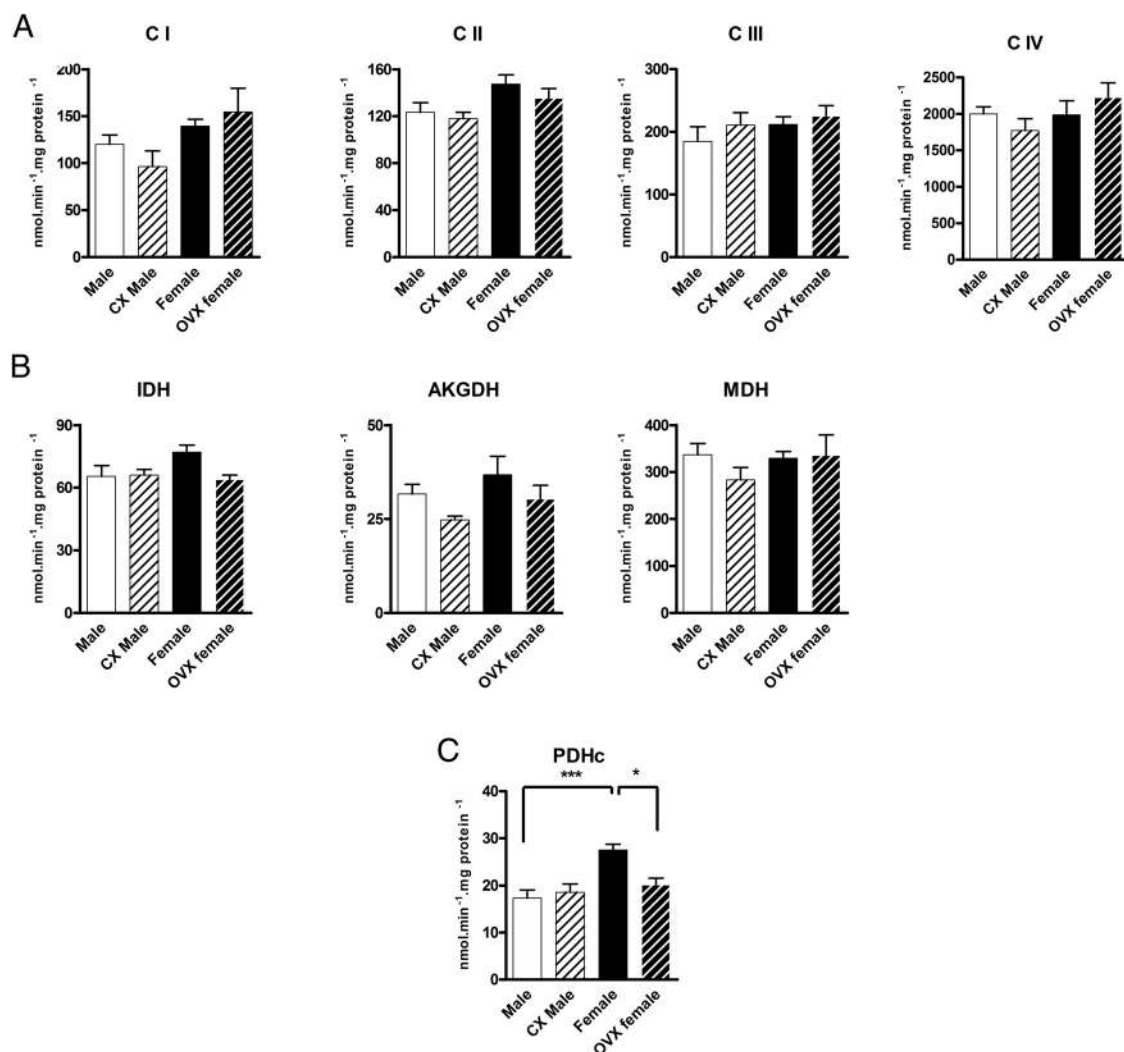 A
C I
C II
C III
C IV
nmol.min⁻¹.mg protein ⁻¹
200
150
100
50
0
Male
CX Male
Female
OVX female
nmol.min⁻¹.mg protein ⁻¹
160
120
80
40
0
Male
CX Male
Female
OVX female
nmol.min⁻¹.mg protein ⁻¹
300
200
100
0
Male
CX Male
Female
OVX female
nmol.min⁻¹.mg protein ⁻¹
2500
2000
1500
1000
500
0
Male
CX Male
Female
OVX female
B
IDH
AKGDH
MDH
nmol.min⁻¹.mg protein ⁻¹
90
60
30
0
Male
CX Male
Female
OVX female
nmol.min⁻¹.mg protein ⁻¹
50
25
0
Male
CX Male
Female
OVX female
nmol.min⁻¹.mg protein ⁻¹
400
300
200
100
0
Male
CX Male
Female
OVX female
C
PDHc
*** *
nmol.min⁻¹.mg protein ⁻¹
40
30
20
10
0
Male
CX Male
Female
OVX female